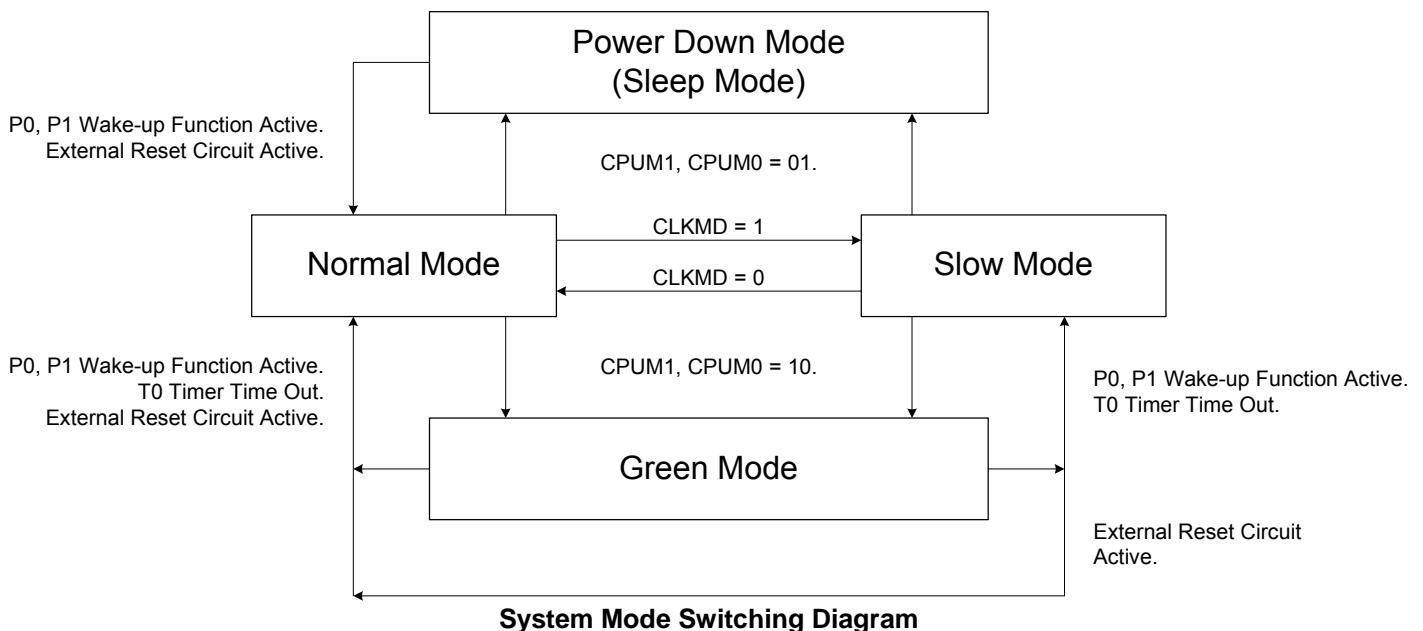 Power Down Mode
(Sleep Mode)
P0, P1 Wake-up Function Active.
External Reset Circuit Active.
CPUM1, CPUM0 = 01.
CLKMD = 1
Normal Mode
Slow Mode
CLKMD = 0
P0, P1 Wake-up Function Active.
T0 Timer Time Out.
External Reset Circuit Active.
CPUM1, CPUM0 = 10.
P0, P1 Wake-up Function Active.
T0 Timer Time Out.
Green Mode
External Reset Circuit
Active.
System Mode Switching Diagram